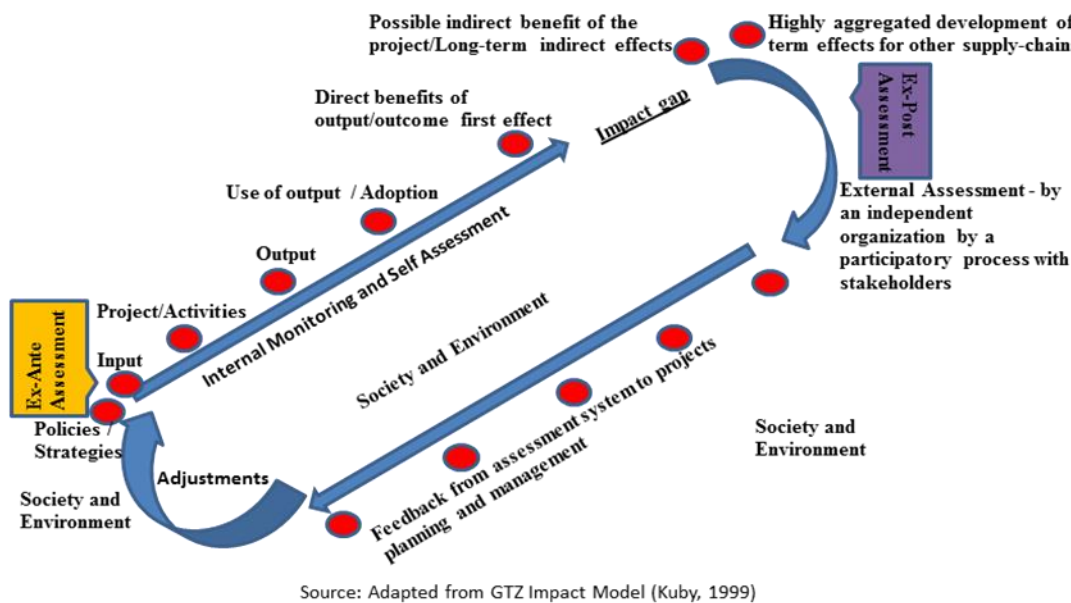 Possible indirect benefit of the
project/Long-term indirect effects
Highly aggregated development of
term effects for other supply-chain
Ex-Post
Assessment
Impact gap
Direct benefits of
output/outcome first effect
Use of output / Adoption
Output
Project/Activities
Input
Internal Monitoring and Self Assessment
Ex-Ante
Assessment
Policies /
Strategies
External Assessment - by
an independent
organization by a
participatory process with
stakeholders
Society and Environment
Feedback from assessment system to projects
planning and management
Society and
Environment
Adjustments
Society and
Environment
Source: Adapted from GTZ Impact Model (Kuby, 1999)